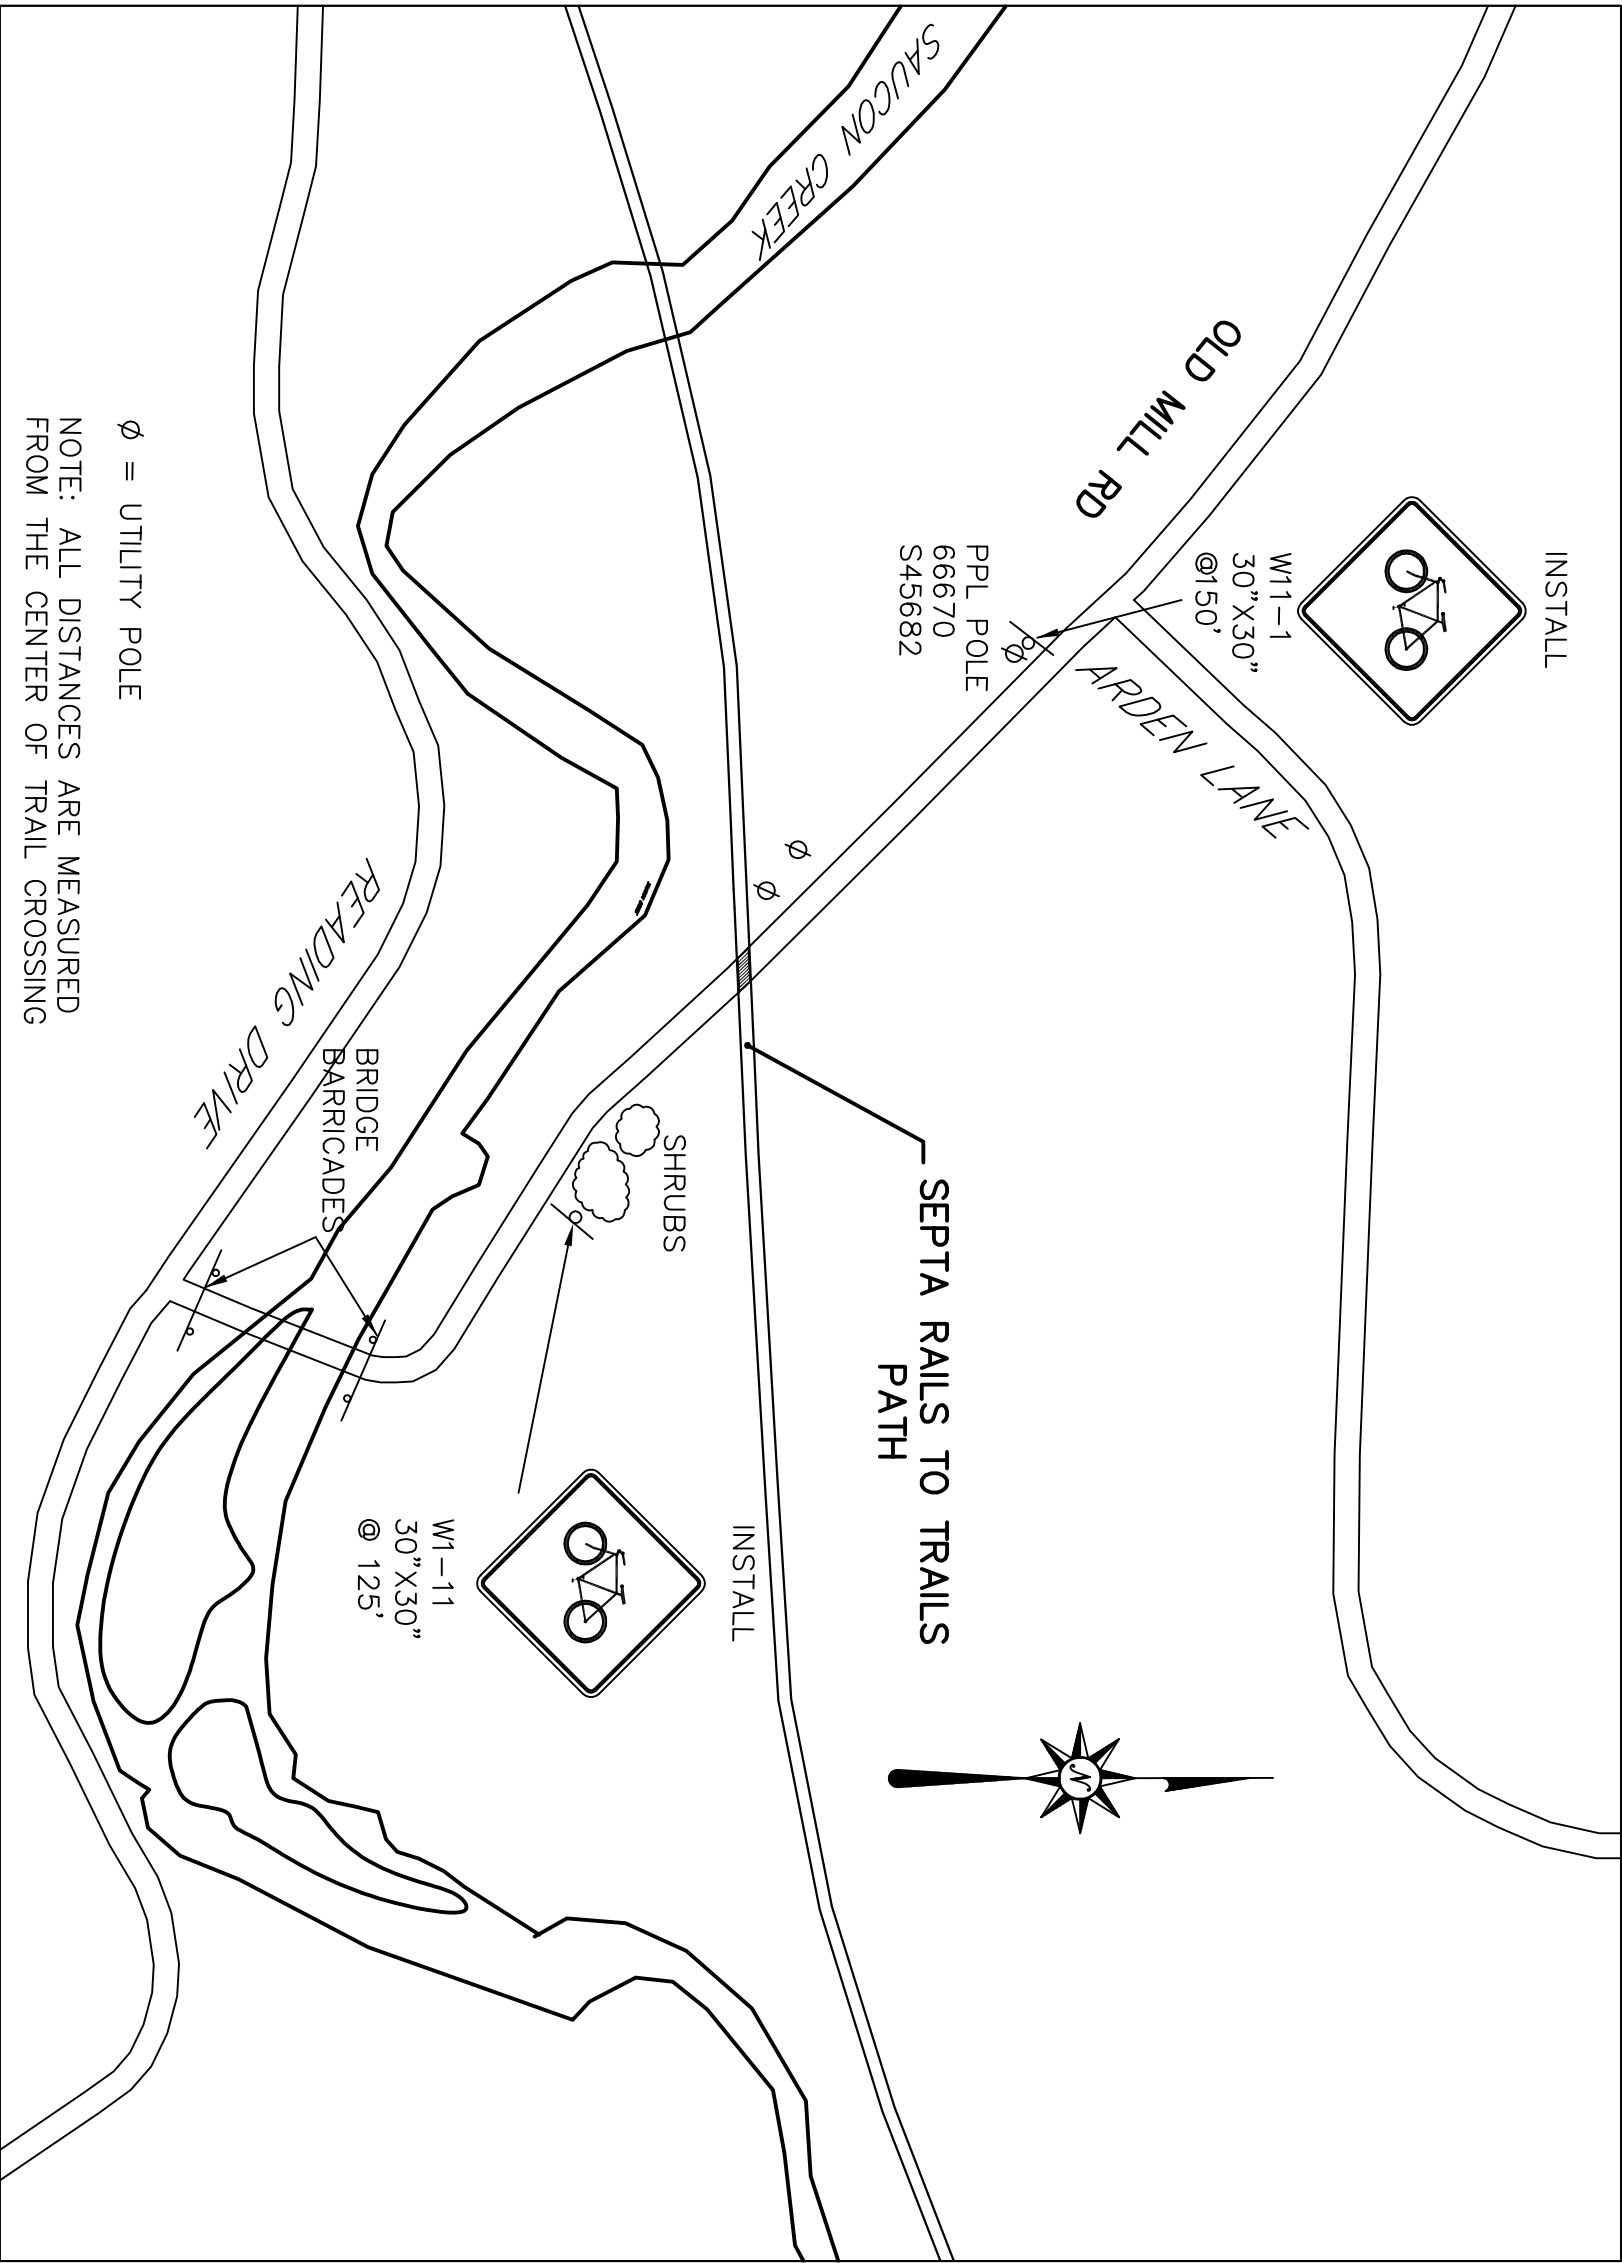 INSTALL
W11-1
30"X30"
@150'
OLD MILL RD
ARDEN LANE
PPL POLE
66670
S45682
SAUCON CREEK
SEPTA RAILS TO TRAILS
PATH
N
SHRUBS
INSTALL
W1-11
30"X30"
@ 125'
BRIDGE
BARRICADES
READING DRIVE
Ø = UTILITY POLE
NOTE: ALL DISTANCES ARE MEASURED
FROM THE CENTER OF TRAIL CROSSING